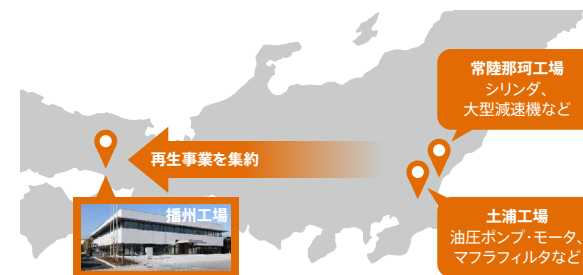 常陸那珂工場
シリンダ、
大型減速機など
再生事業を集約
播州工場
土浦工場
油圧ポンプ・モータ、
マフラフィルタなど